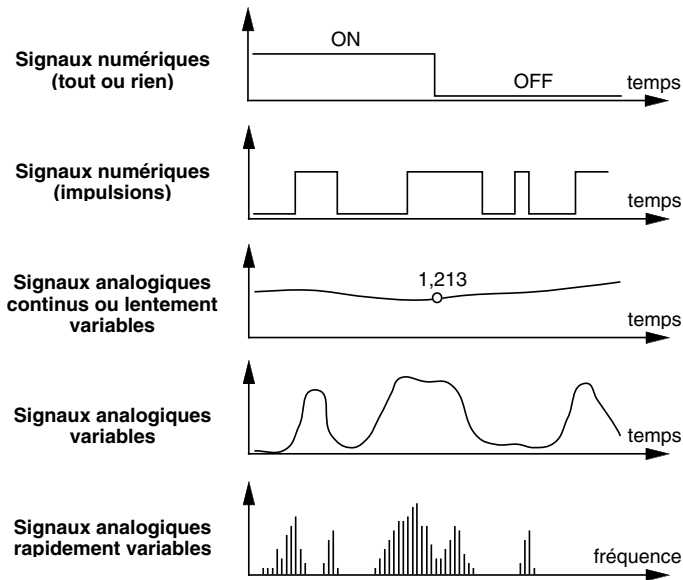 Signaux numériques
(tout ou rien)
ON
OFF
temps
Signaux numériques
(impulsions)
temps
Signaux analogiques
continus ou lentement
variables
1,213
temps
Signaux analogiques
variables
temps
Signaux analogiques
rapidement variables
fréquence